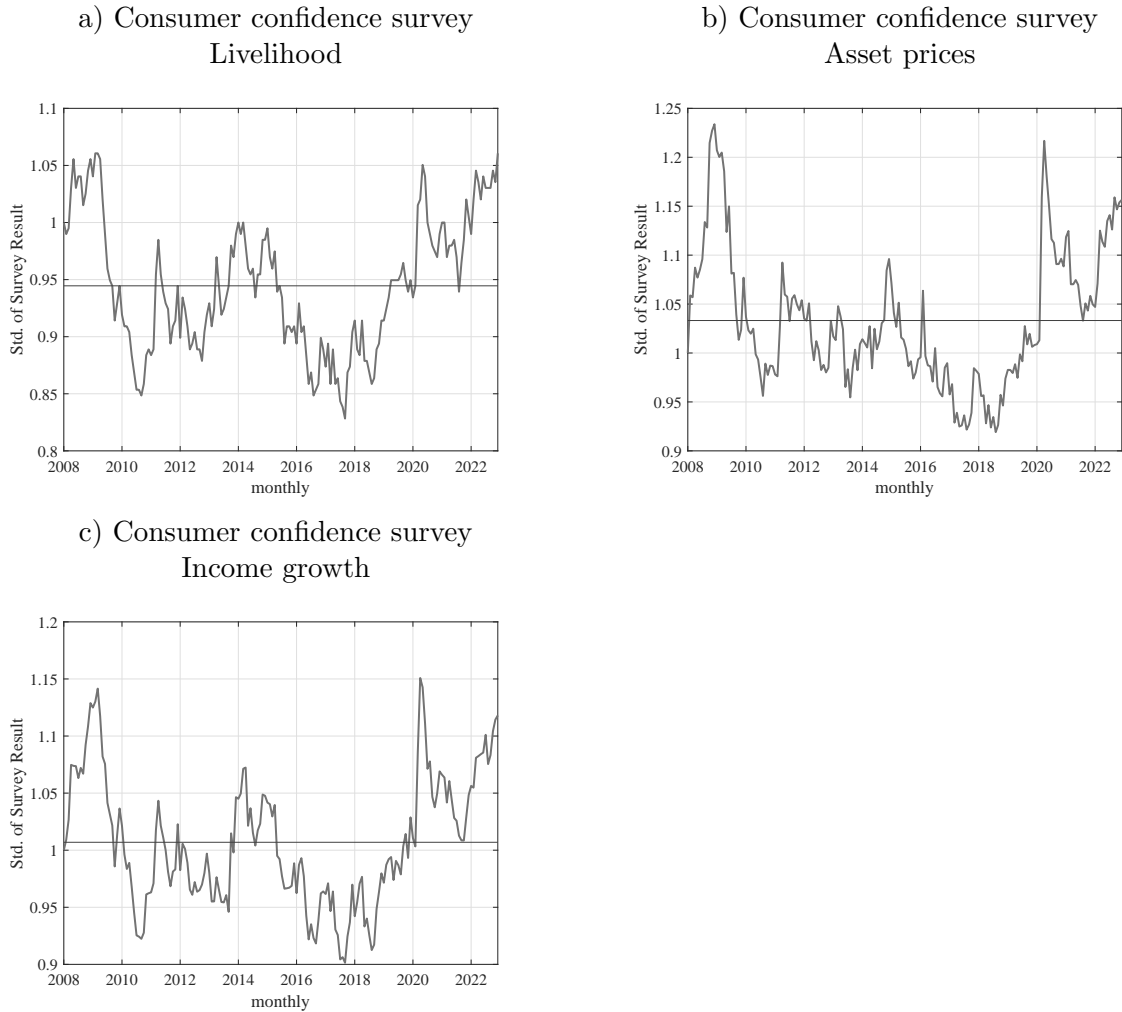 a) Consumer confidence survey
Livelihood
b) Consumer confidence survey
Asset prices
1.1
1.05
1
0.95
0.9
0.85
0.8
Std. of Survey Result
2008 2010 2012 2014 2016 2018 2020 2022
monthly
1.25
1.2
1.15
1.1
1.05
1
0.95
0.9
Std. of Survey Result
2008 2010 2012 2014 2016 2018 2020 2022
monthly
c) Consumer confidence survey
Income growth
1.2
1.15
1.1
1.05
1
0.95
0.9
Std. of Survey Result
2008 2010 2012 2014 2016 2018 2020 2022
monthly